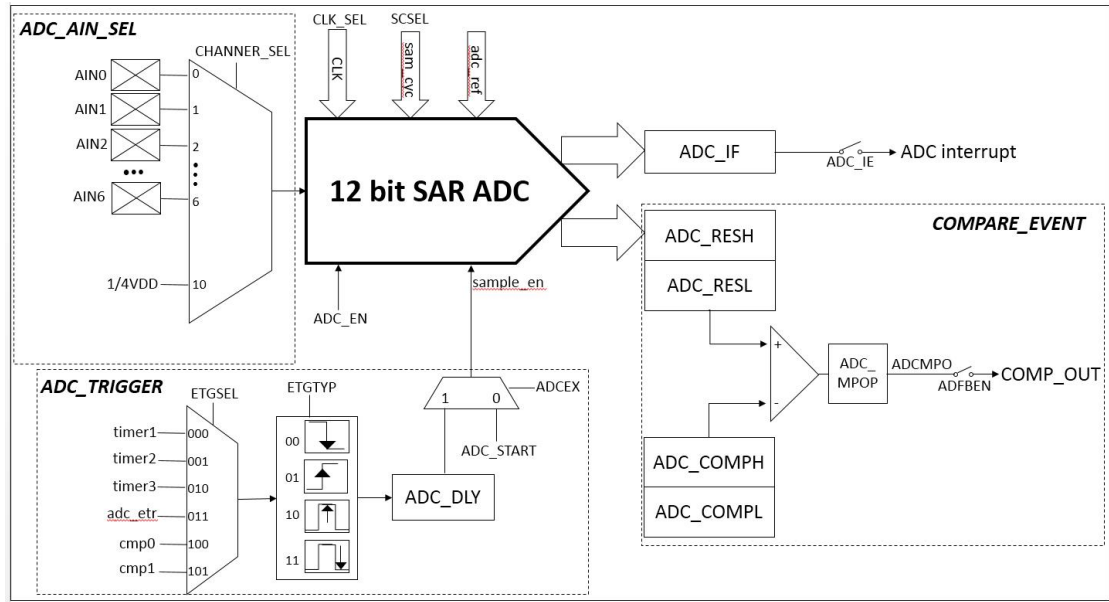 ADC_AIN_SEL
CHANNER_SEL
AIN0
0
AIN1
1
AIN2
2
•••
AIN6
6
1/4VDD
10
CLK_SEL
CLK
SCSEL
sam_cyc
adc_ref
12 bit SAR ADC
ADC_EN
sample_en
ADC_IF
ADC_IE
ADC interrupt
COMPARE_EVENT
ADC_RESH
ADC_RESL
+
-
ADC_
MPOP
ADCMPO
ADFBEN
COMP_OUT
ADC_COMPH
ADC_COMPL
ADC_TRIGGER
ETGSEL
timer1
000
timer2
001
timer3
010
adc_etr
011
cmp0
100
cmp1
101
ETGTYP
00
01
10
11
ADC_DLY
1
0
ADCEX
ADC_START